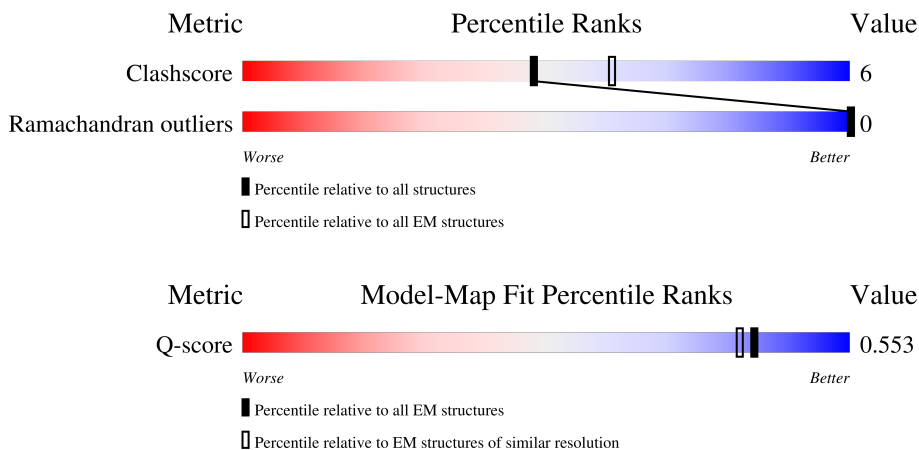 Metric Percentile Ranks Value
Clashscore 6
Ramachandran outliers 0
Worse Better
Percentile relative to all structures
Percentile relative to all EM structures
Metric Model-Map Fit Percentile Ranks Value
Q-score 0.553
Worse Better
Percentile relative to all EM structures
Percentile relative to EM structures of similar resolution